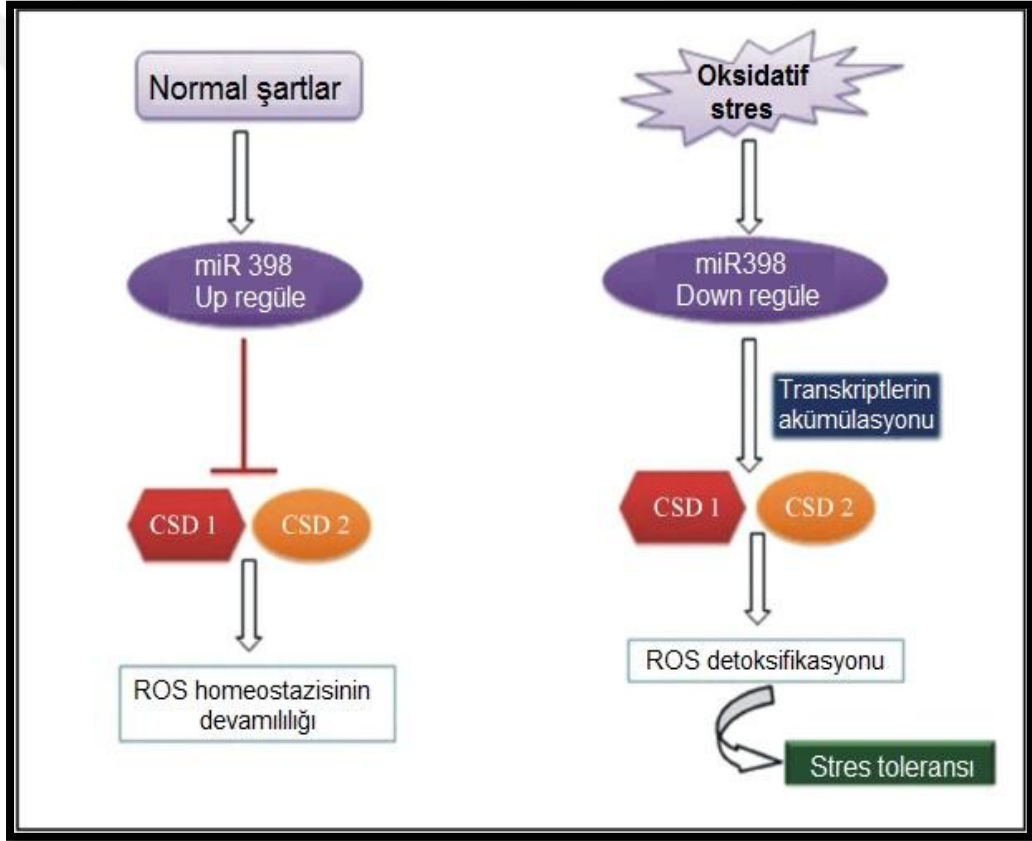 Normal şartlar
miR 398
Up regüle
CSD 1
CSD 2
ROS homeostazisinin
devamılılığı
Oksidatif
stres
miR398
Down regüle
Transkriptlerin
akümülasyonu
CSD 1
CSD 2
ROS detoksifikasyonu
Stres toleransı